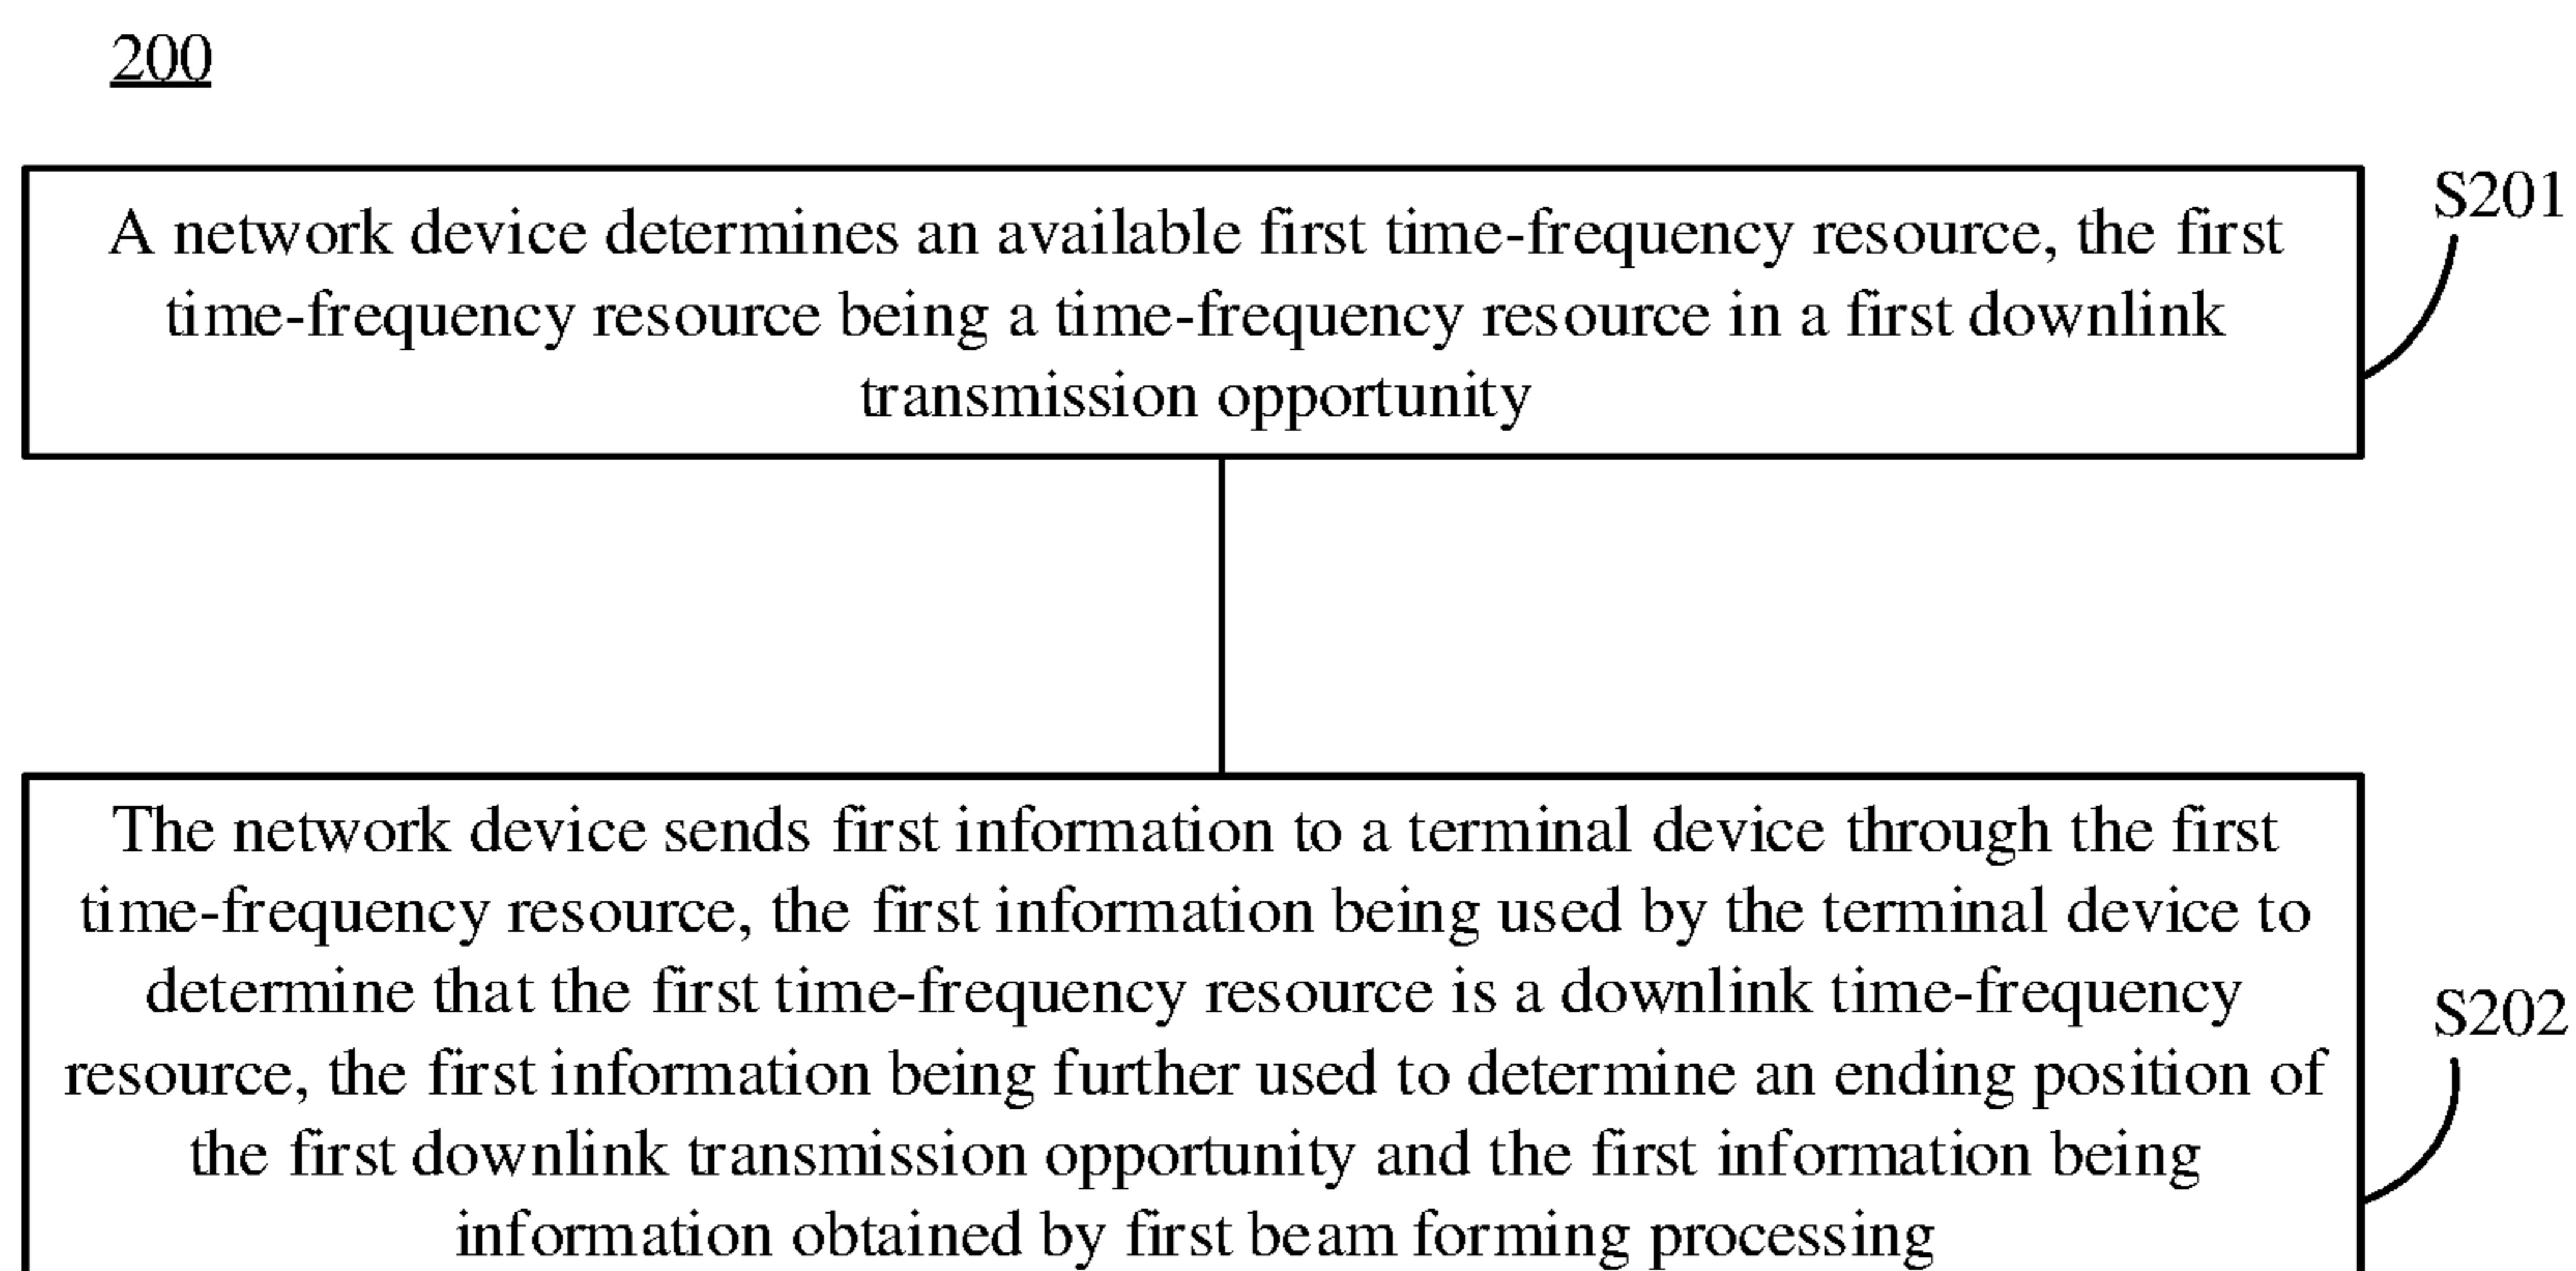 200
A network device determines an available first time-frequency resource, the first
time-frequency resource being a time-frequency resource in a first downlink
transmission opportunity
S201
The network device sends first information to a terminal device through the first
time-frequency resource, the first information being used by the terminal device to
determine that the first time-frequency resource is a downlink time-frequency
resource, the first information being further used to determine an ending position of
the first downlink transmission opportunity and the first information being
information obtained by first beam forming processing
S202